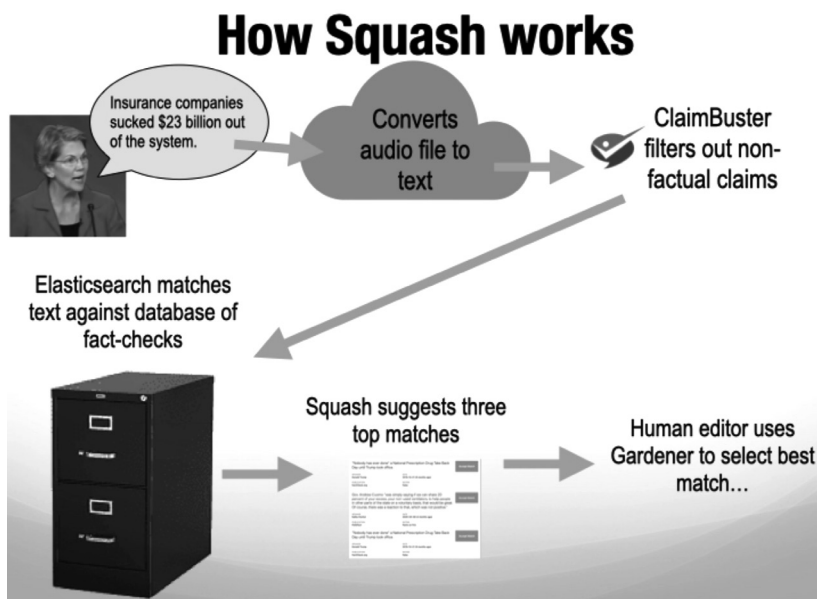 How Squash works
Insurance companies
sucked $23 billion out
of the system.
Converts
audio file to
text
ClaimBuster
filters out non-
factual claims
Elasticsearch matches
text against database of
fact-checks
Squash suggests three
top matches
Human editor uses
Gardener to select best
match…